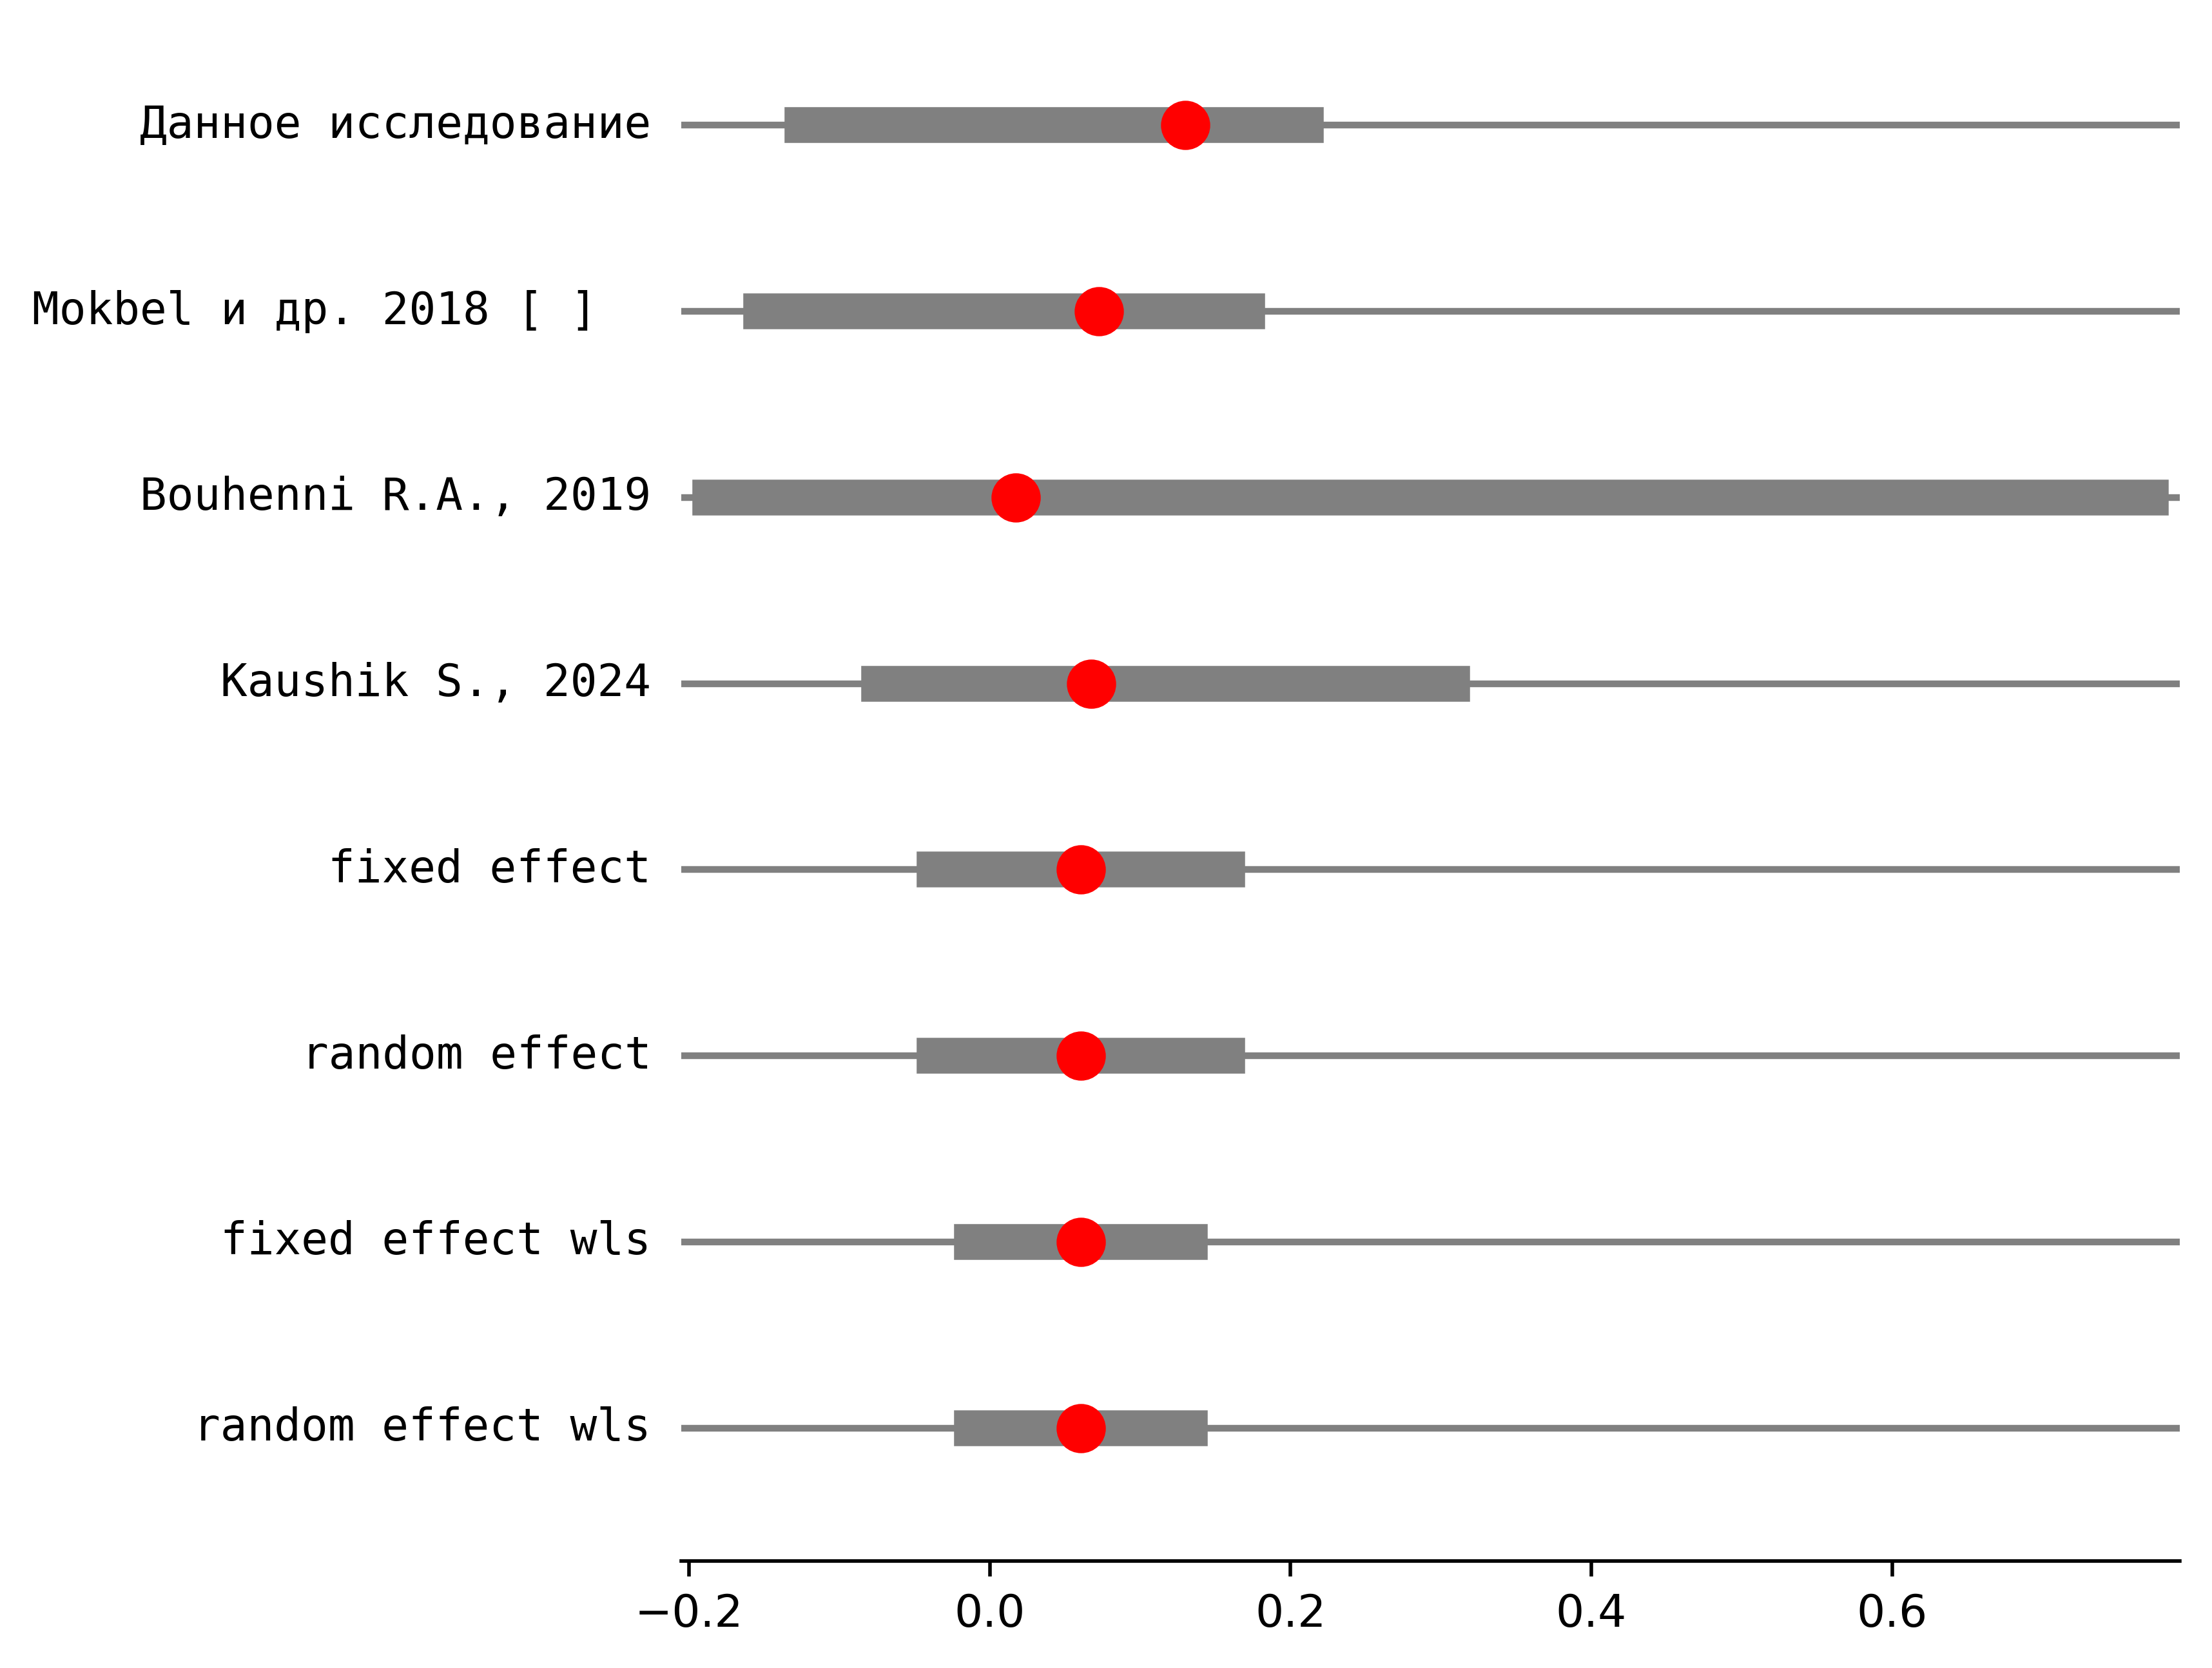 Данное исследование
Mokbel и др. 2018 [ ]
Bouhenni R.A., 2019
Kaushik S., 2024
fixed effect
random effect
fixed effect wls
random effect wls
−0.2 0.0 0.2 0.4 0.6